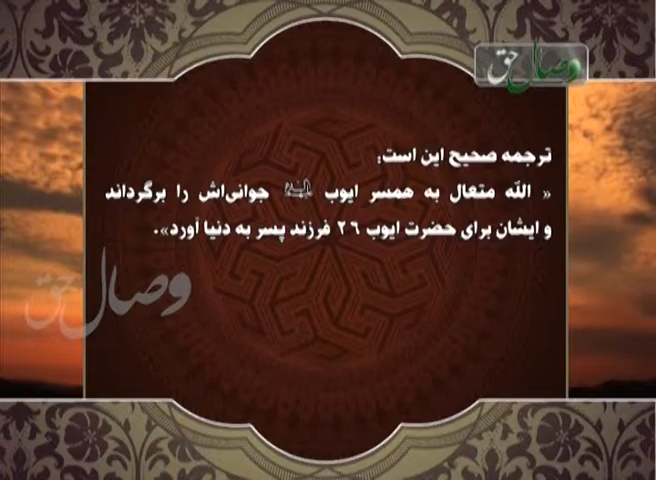 وصال حق
ترجمه صحیح این است:
« الله متعال به همسر ایوب جوانی‌اش را برگرداند
و ایشان برای حضرت ایوب ۲۶ فرزند پسر به دنیا آورد».
وصال حق